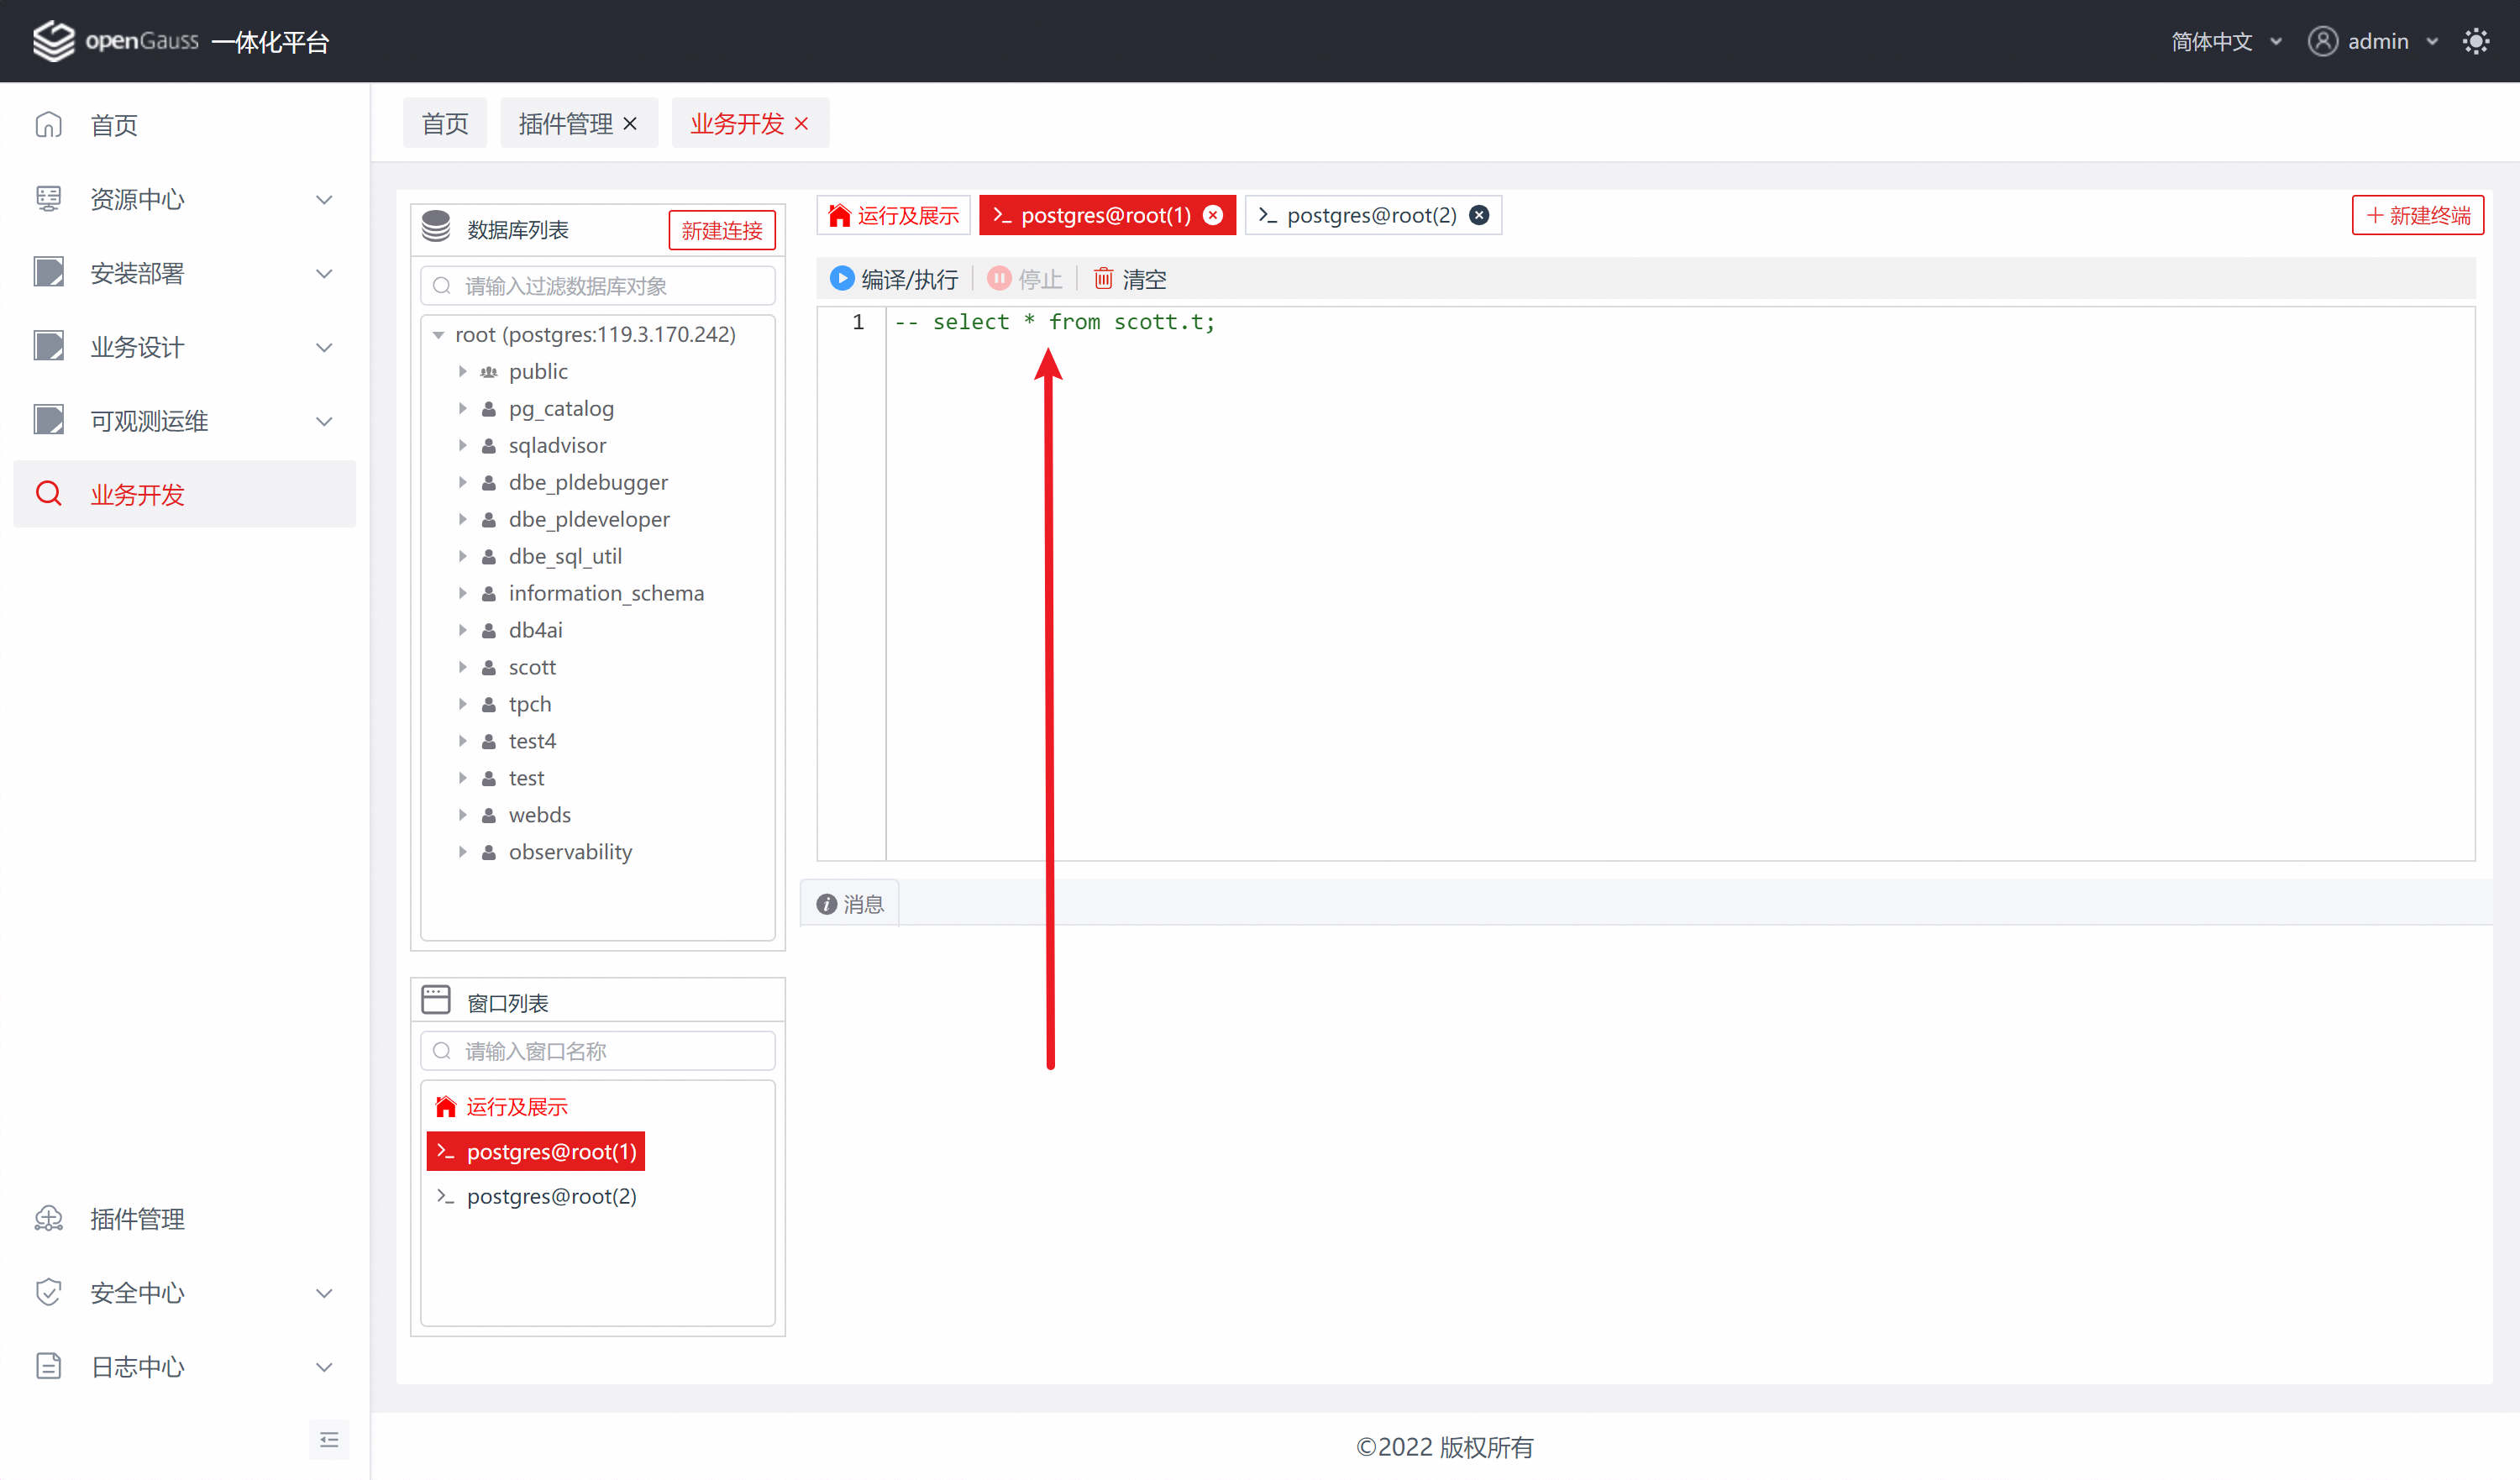 openGauss 一体化平台
简体中文
admin
首页
资源中心
安装部署
业务设计
可观测运维
业务开发
插件管理
安全中心
日志中心
首页
插件管理
业务开发
数据库列表
新建连接
请输入过滤数据库对象
root (postgres:119.3.170.242)
public
pg_catalog
sqladvisor
dbe_pldebugger
dbe_pldeveloper
dbe_sql_util
information_schema
db4ai
scott
tpch
test4
test
webds
observability
窗口列表
请输入窗口名称
运行及展示
postgres@root(1)
postgres@root(2)
运行及展示
postgres@root(1)
postgres@root(2)
新建终端
编译/执行
停止
清空
1
-- select * from scott.t;
消息
©2022 版权所有